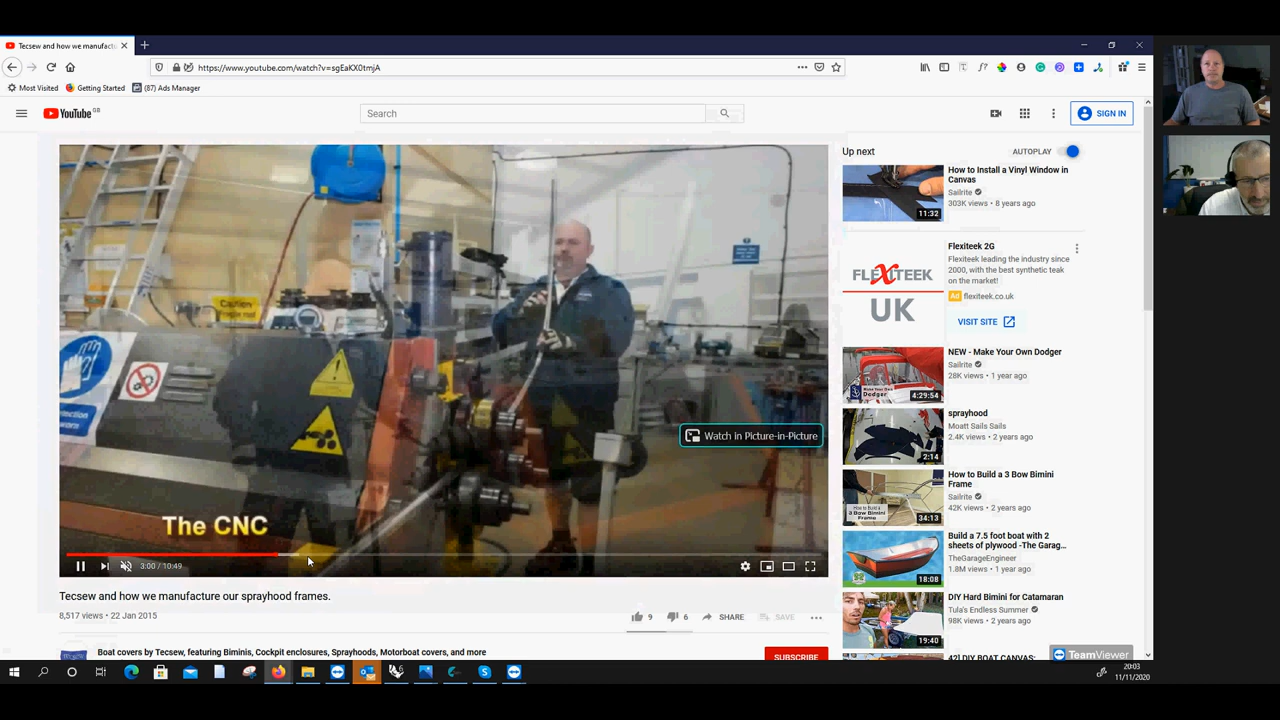 Tecsew and how we manufactu
https://www.youtube.com/watch?v=sgEaKX0tmjA
Most Visited
Getting Started
(87) Ads Manager
YouTube GB
Search
SIGN IN
Caution
The CNC
Watch in Picture-in-Picture
3:00 / 10:49
Tecsew and how we manufacture our sprayhood frames.
8,517 views • 22 Jan 2015
9
6
SHARE
SAVE
Boat covers by Tecsew, featuring Biminis, Cockpit enclosures, Sprayhoods, Motorboat covers, and more
SUBSCRIBE
Up next
AUTOPLAY
How to Install a Vinyl Window in
Canvas
Sailrite
303K views • 8 years ago
11:32
Flexiteek 2G
Flexiteek leading the industry since
2000, with the best synthetic teak
on the market!
Ad flexiteek.co.uk
VISIT SITE
FLEXITEEK
UK
NEW - Make Your Own Dodger
Sailrite
28K views • 1 year ago
4:29:54
sprayhood
Moatt Sails Sails
2.4K views • 2 years ago
2:14
How to Build a 3 Bow Bimini
Frame
Sailrite
42K views • 2 years ago
34:13
Build a 7.5 foot boat with 2
sheets of plywood -The Garag...
TheGarageEngineer
1.8M views • 1 year ago
18:08
DIY Hard Bimini for Catamaran
Tula's Endless Summer
98K views • 2 years ago
19:40
TeamViewer
20:03
11/11/2020